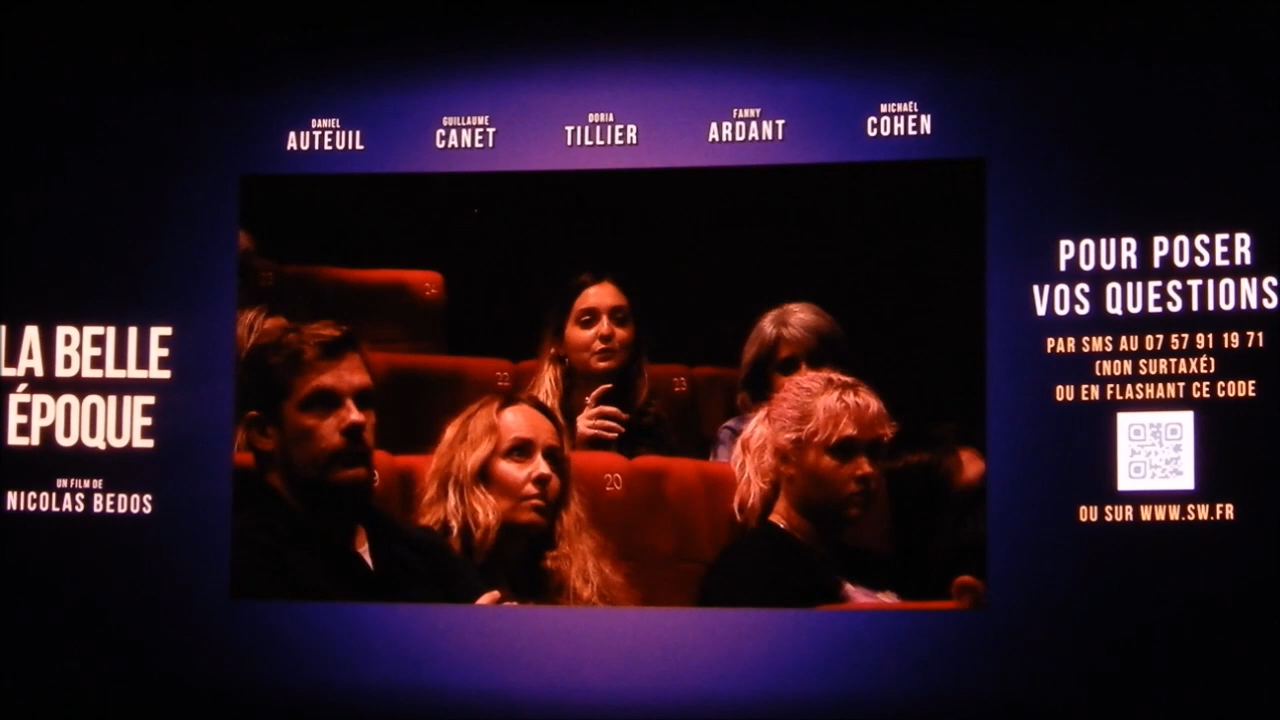 DANIEL
AUTEUIL
GUILLAUME
CANET
DORIA
TILLIER
FANNY
ARDANT
MICHAËL
COHEN
LA BELLE
ÉPOQUE
UN FILM DE
NICOLAS BEDOS
24
22
23
20
POUR POSER
VOS QUESTIONS
PAR SMS AU 07 57 91 19 71
(NON SURTAXÉ)
OU EN FLASHANT CE CODE
OU SUR WWW.SW.FR